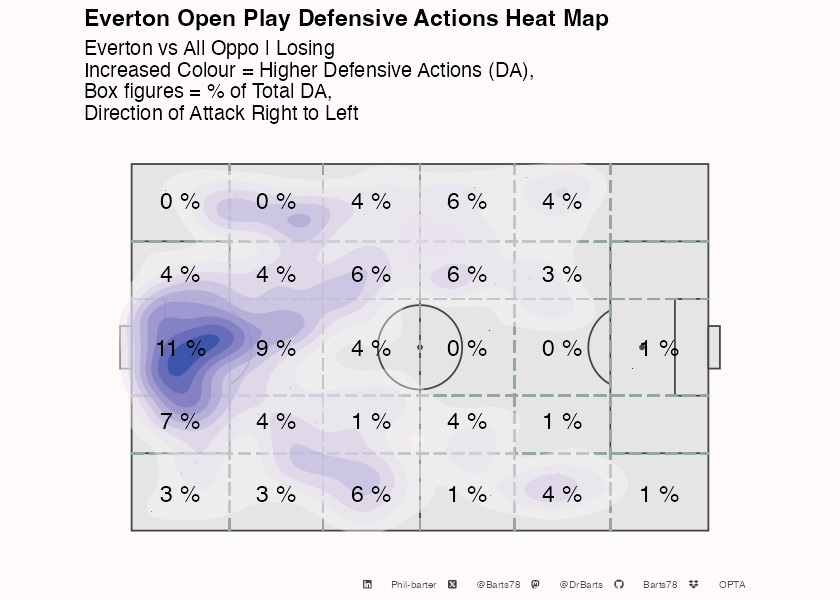 Everton Open Play Defensive Actions Heat Map
Everton vs All Oppo I Losing
Increased Colour = Higher Defensive Actions (DA),
Box figures = % of Total DA,
Direction of Attack Right to Left
0 % 0 % 4 % 6 % 4 %
4 % 4 % 6 % 6 % 3 %
11 % 9 % 4 % 0 % 0 % 1 %
7 % 4 % 1 % 4 % 1 %
3 % 3 % 6 % 1 % 4 % 1 %
Phil-barter @Barts78 @DrBarts Barts78 OPTA